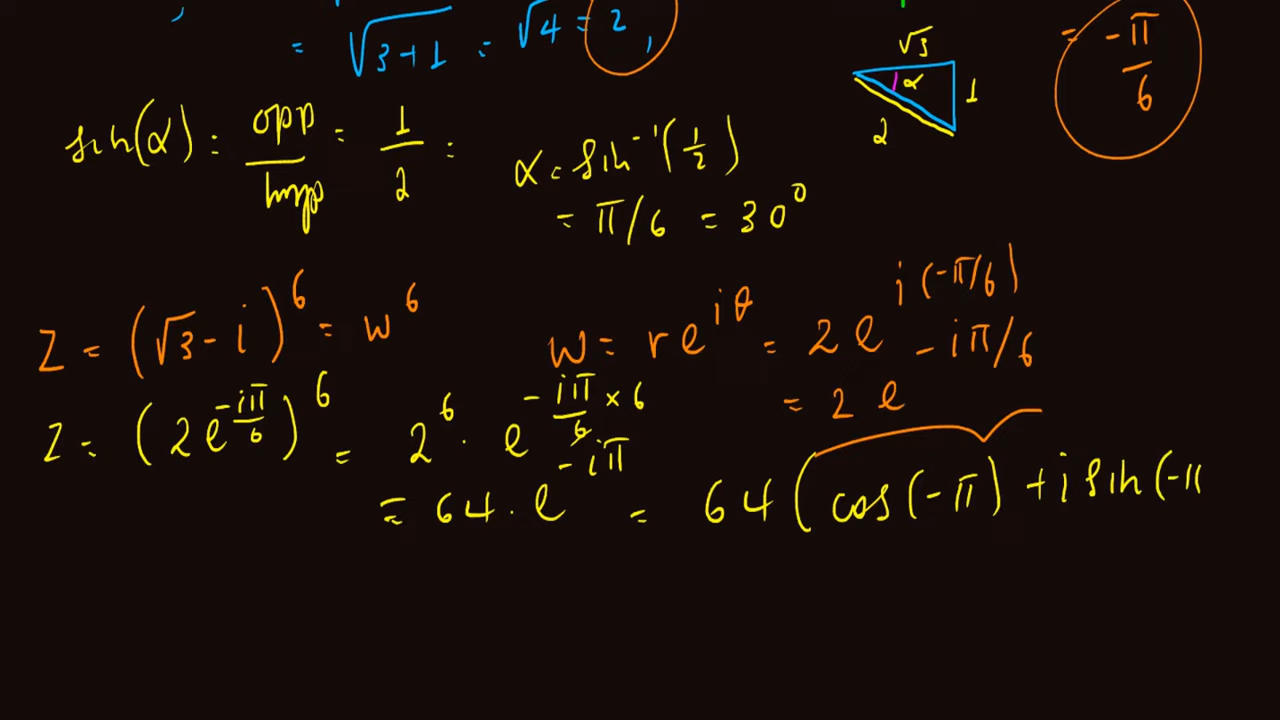 = √3+1 = √4 = 2,
= -π/6
√3
α
1
2
sin(α) = opp/hyp = 1/2 =
α = sin⁻¹(1/2)
= π/6 = 30⁰
Z = (√3 - i)⁶ = w⁶
w = re^iθ = 2e^i(-π/6)
= 2e^-iπ/6
Z = (2e^-iπ/6)⁶ = 2⁶ · e^-iπ/6 × 6
= 64 · e^-iπ = 64 (cos(-π) + i sin(-π